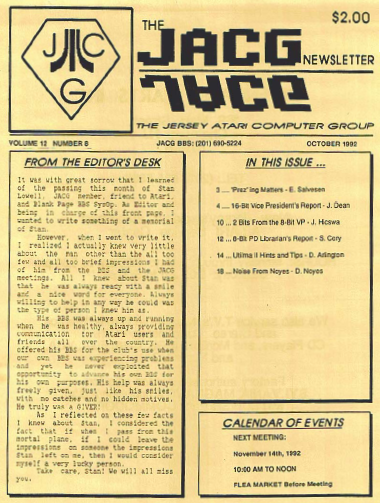 THE
$2.00
J C
G
JACG
NEWSLETTER
JACG
THE JERSEY ATARI COMPUTER GROUP
VOLUME 12 NUMBER 8
JACG BBS: (201) 690-5224
OCTOBER 1992
FROM THE EDITOR'S DESK
It was with great sorrow that I learned
of the passing this month of Stan
Lowell, JACG member, friend to Atari,
and Blank Page BBS SysOp. As Editor and
being in charge of this front page, I
wanted to write something of a memorial
of Stan.
However, when I went to write it,
I realized I actually knew very little
about the man other than the all too
few and all too brief impressions I had
of him from the BBS and the JACG
meetings. All I knew about Stan was
that he was always ready with a smile
and a nice word for everyone. Always
willing to help in any way he could was
the type of person I knew him as.
His BBS was always up and running
when he was healthy, always providing
communication for Atari users and
friends all over the country. He
offered his BBS for the club's use when
our own BBS was experiencing problems
and yet he never exploited that
opportunity to advance his own BBS for
his own purposes. His help was always
freely given, just like his smiles,
with no catches and no hidden motives.
He truly was a GIVER!
As I reflected on these few facts
I know about Stan, I considered the
fact that if when I pass from this
mortal plane, if I could leave the
impressions on someone the impressions
Stan left on me, then I would consider
myself a very lucky person.
Take care, Stan! We will all miss
you.
IN THIS ISSUE ...
3 ... 'Prez'ing Matters - E. Salvesen
4 ... 16-Bit Vice President's Report - J. Dean
10 ... 2 Bits From the 8-Bit VP - J. Hicswa
12 ... 8-Bit PD Librarian's Report - S. Cory
14 ... Ultima II Hints and Tips - D. Arlington
18 ... Noise From Noyes - D. Noyes
CALENDAR OF EVENTS
NEXT MEETING:
November 14th, 1992
10:00 AM TO NOON
FLEA MARKET Before Meeting